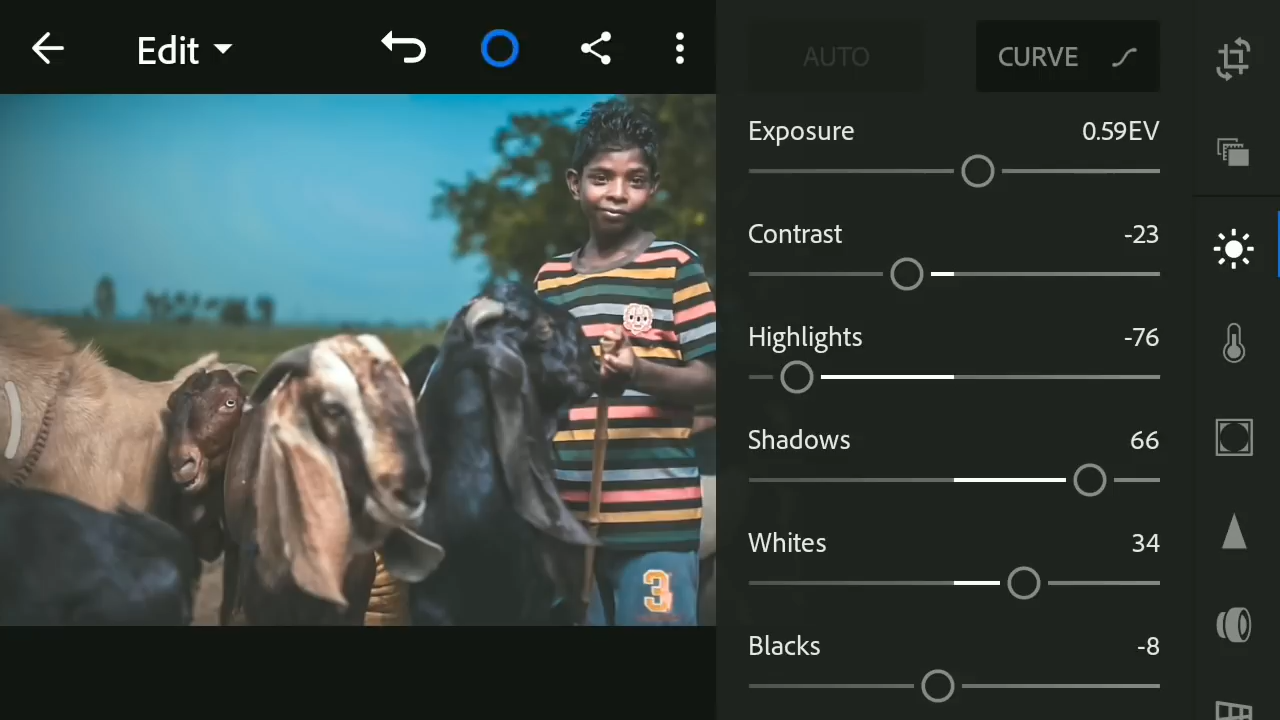 Edit
AUTO
CURVE
Exposure 0.59EV
Contrast -23
Highlights -76
Shadows 66
Whites 34
Blacks -8
3